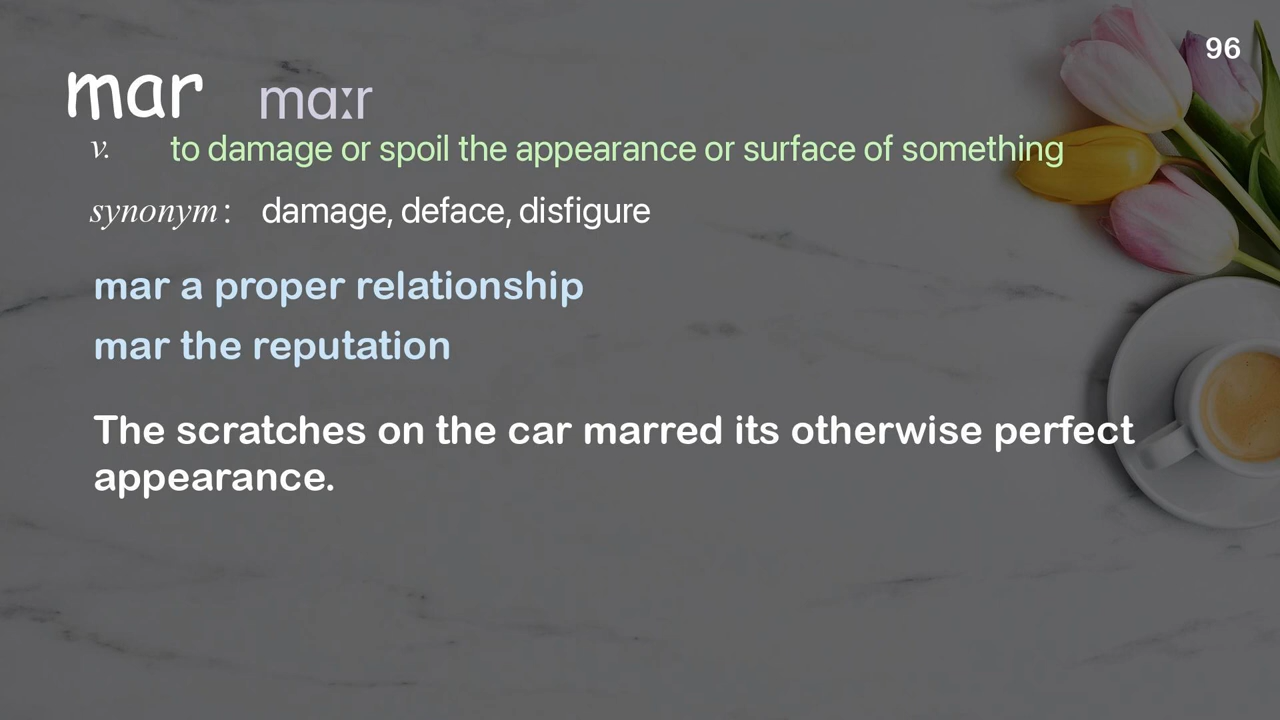 96
mar mɑːr
v. to damage or spoil the appearance or surface of something
synonym : damage, deface, disfigure
mar a proper relationship
mar the reputation
The scratches on the car marred its otherwise perfect
appearance.